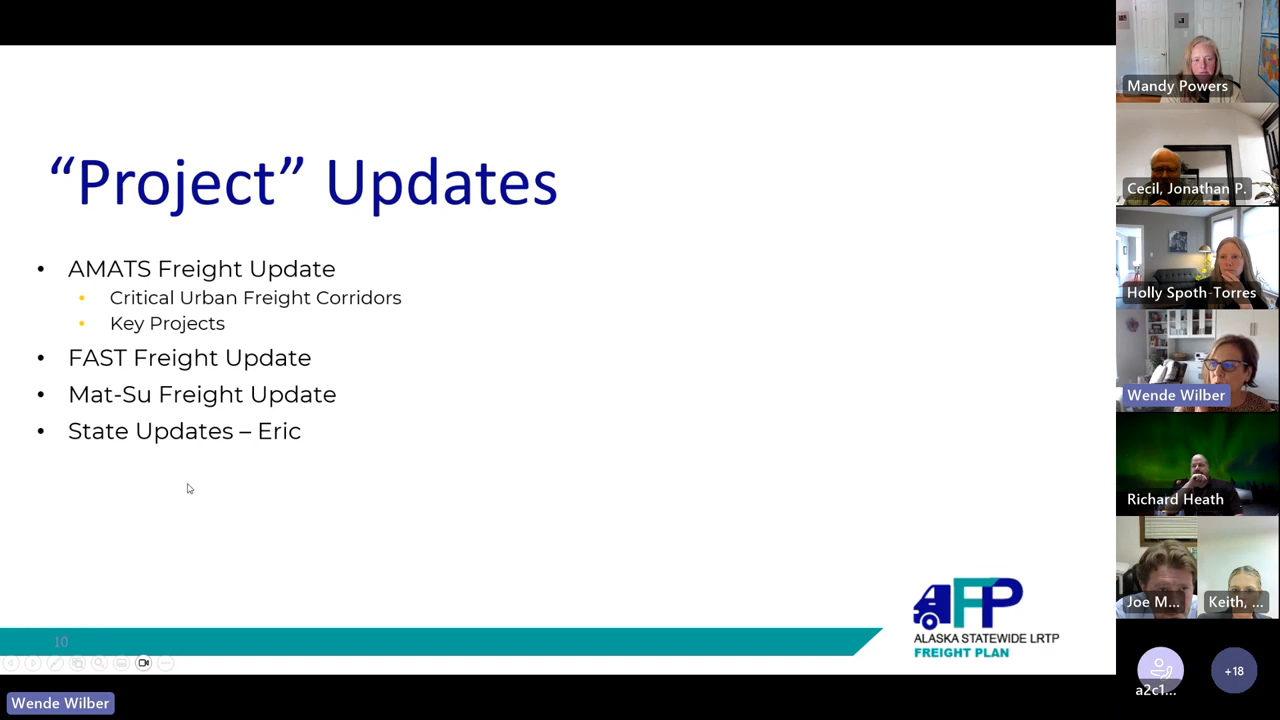 “Project” Updates
• AMATS Freight Update
• Critical Urban Freight Corridors
• Key Projects
• FAST Freight Update
• Mat-Su Freight Update
• State Updates – Eric
10
AFP
ALASKA STATEWIDE LRTP
FREIGHT PLAN
Wende Wilber
Mandy Powers
Cecil, Jonathan P.
Holly Spoth-Torres
Wende Wilber
Richard Heath
Joe M...
Keith, ...
a2c1...
+18